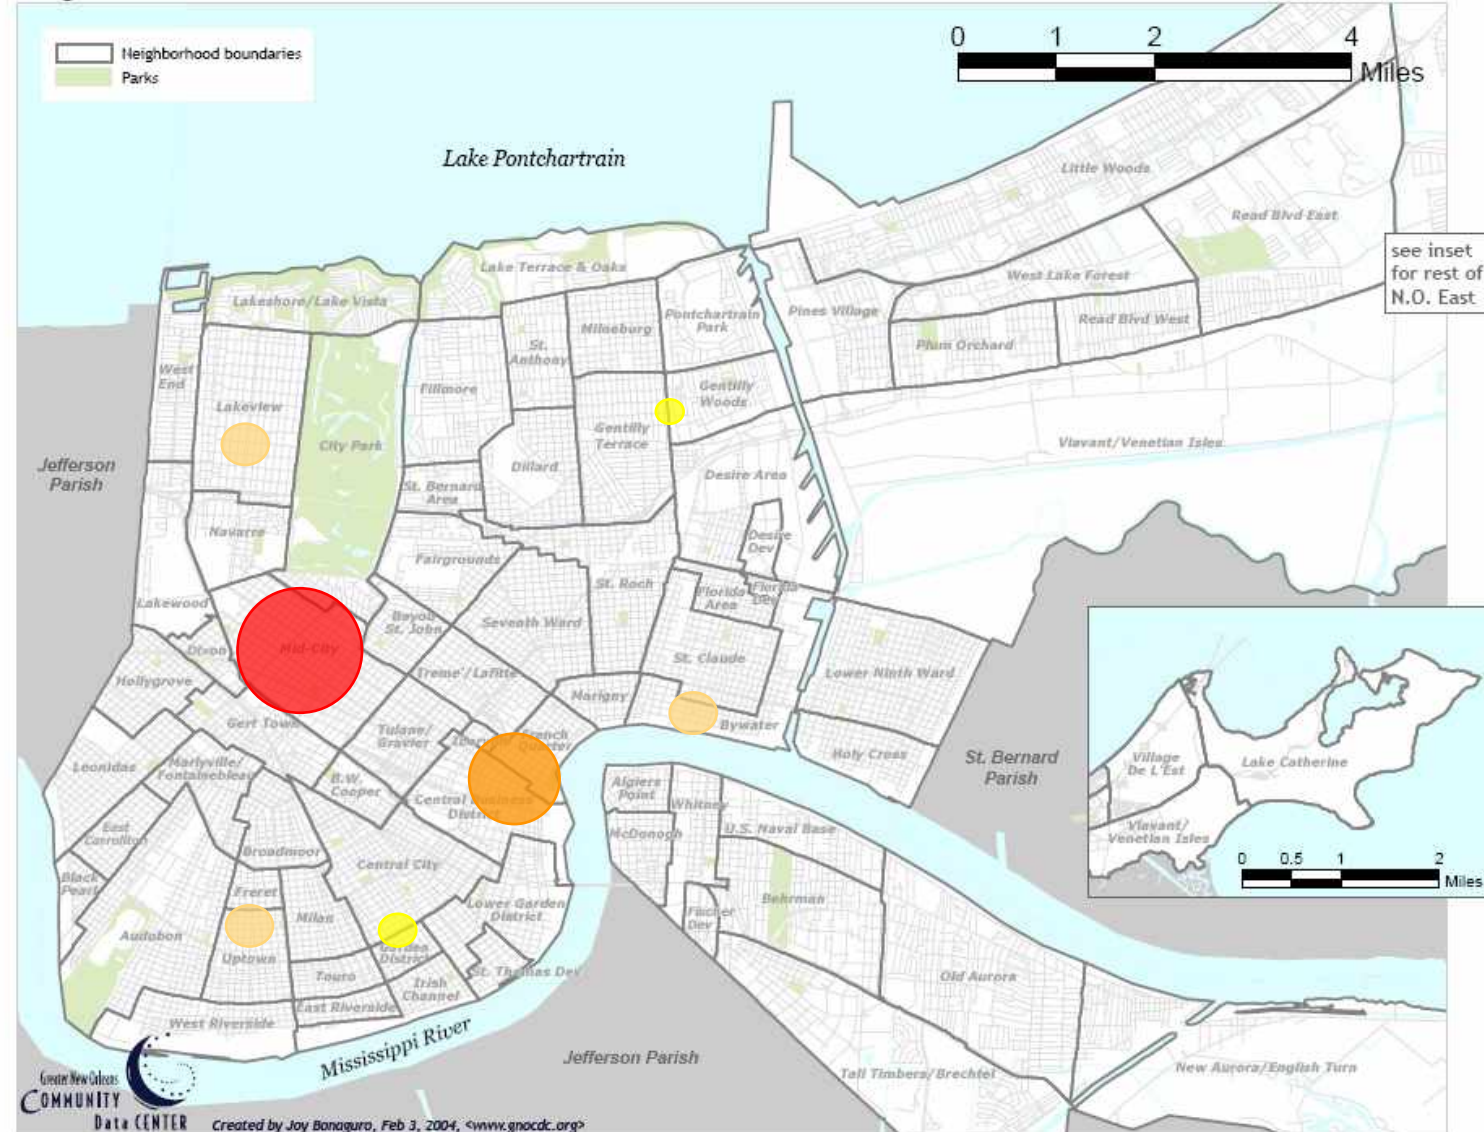 Neighborhood boundaries
Parks
0 1 2 4
Miles
Lake Pontchartrain
Little Woods
Read Blvd East
see inset
for rest of
N.O. East
West Lake Forest
Lake Terrace & Oaks
Lakeshore/Lake Vista
Pontchartrain
Park
Pines Village
Read Blvd West
Milneburg
St.
Anthony
Plum Orchard
West
End
Fillmore
Gentilly
Woods
Lakeview
City Park
Gentilly
Terrace
Viavant/Venetian Isles
Jefferson
Parish
Dillard
Desire Area
St. Bernard
Area
Navarre
Desire
Dev
Fairgrounds
St. Roch
Florida
Area
Florida
Dev
Lakewood
Bayou
St. John
Seventh Ward
Mid-City
Dixon
St. Claude
Treme'/Lafitte
Lower Ninth Ward
Hollygrove
Marigny
Gert Town
Bywater
Tulane/
Gravier
French
Quarter
Holy Cross
St. Bernard
Parish
Leonidas
Marlyville/
Fontainebleau
B.W.
Cooper
Central Business
District
Algiers
Point
Whitney
McDonogh
U.S. Naval Base
East
Carrollton
Broadmoor
Central City
Black
Pearl
Freret
Milan
Lower Garden
District
Behrman
Fischer
Dev
Audubon
Uptown
Garden
District
Touro
Irish
Channel
St. Thomas Dev
Old Aurora
East Riverside
West Riverside
Mississippi River
Jefferson Parish
Tall Timbers/Brechtel
New Aurora/English Turn
Village
De L'Est
Lake Catherine
Viavant/
Venetian Isles
0 0.5 1 2
Miles
Greater New Orleans
COMMUNITY
Data CENTER
Created by Joy Bonaguro, Feb 3, 2004, <www.gnocdc.org>